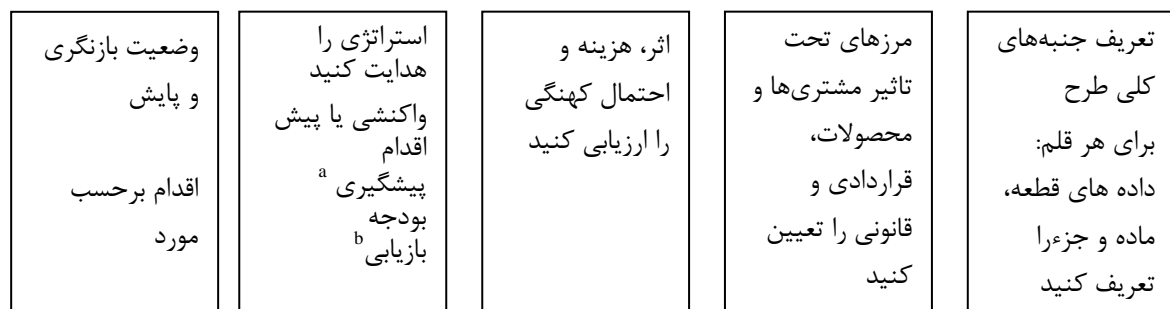 تعریف جنبه‌های
کلی طرح
برای هر قلم:
داده های قطعه،
ماده و جزءرا
تعریف کنید
مرزهای تحت
تاثیر مشتری‌ها و
محصولات،
قراردادی و
قانونی را تعیین
کنید
اثر، هزینه و
احتمال کهنگی
را ارزیابی کنید
استراتژی را
هدایت کنید
واکنشی یا پیش
اقدام
پیشگیری a
بودجه
بازیابی b
وضعیت بازنگری
و پایش
اقدام برحسب
مورد